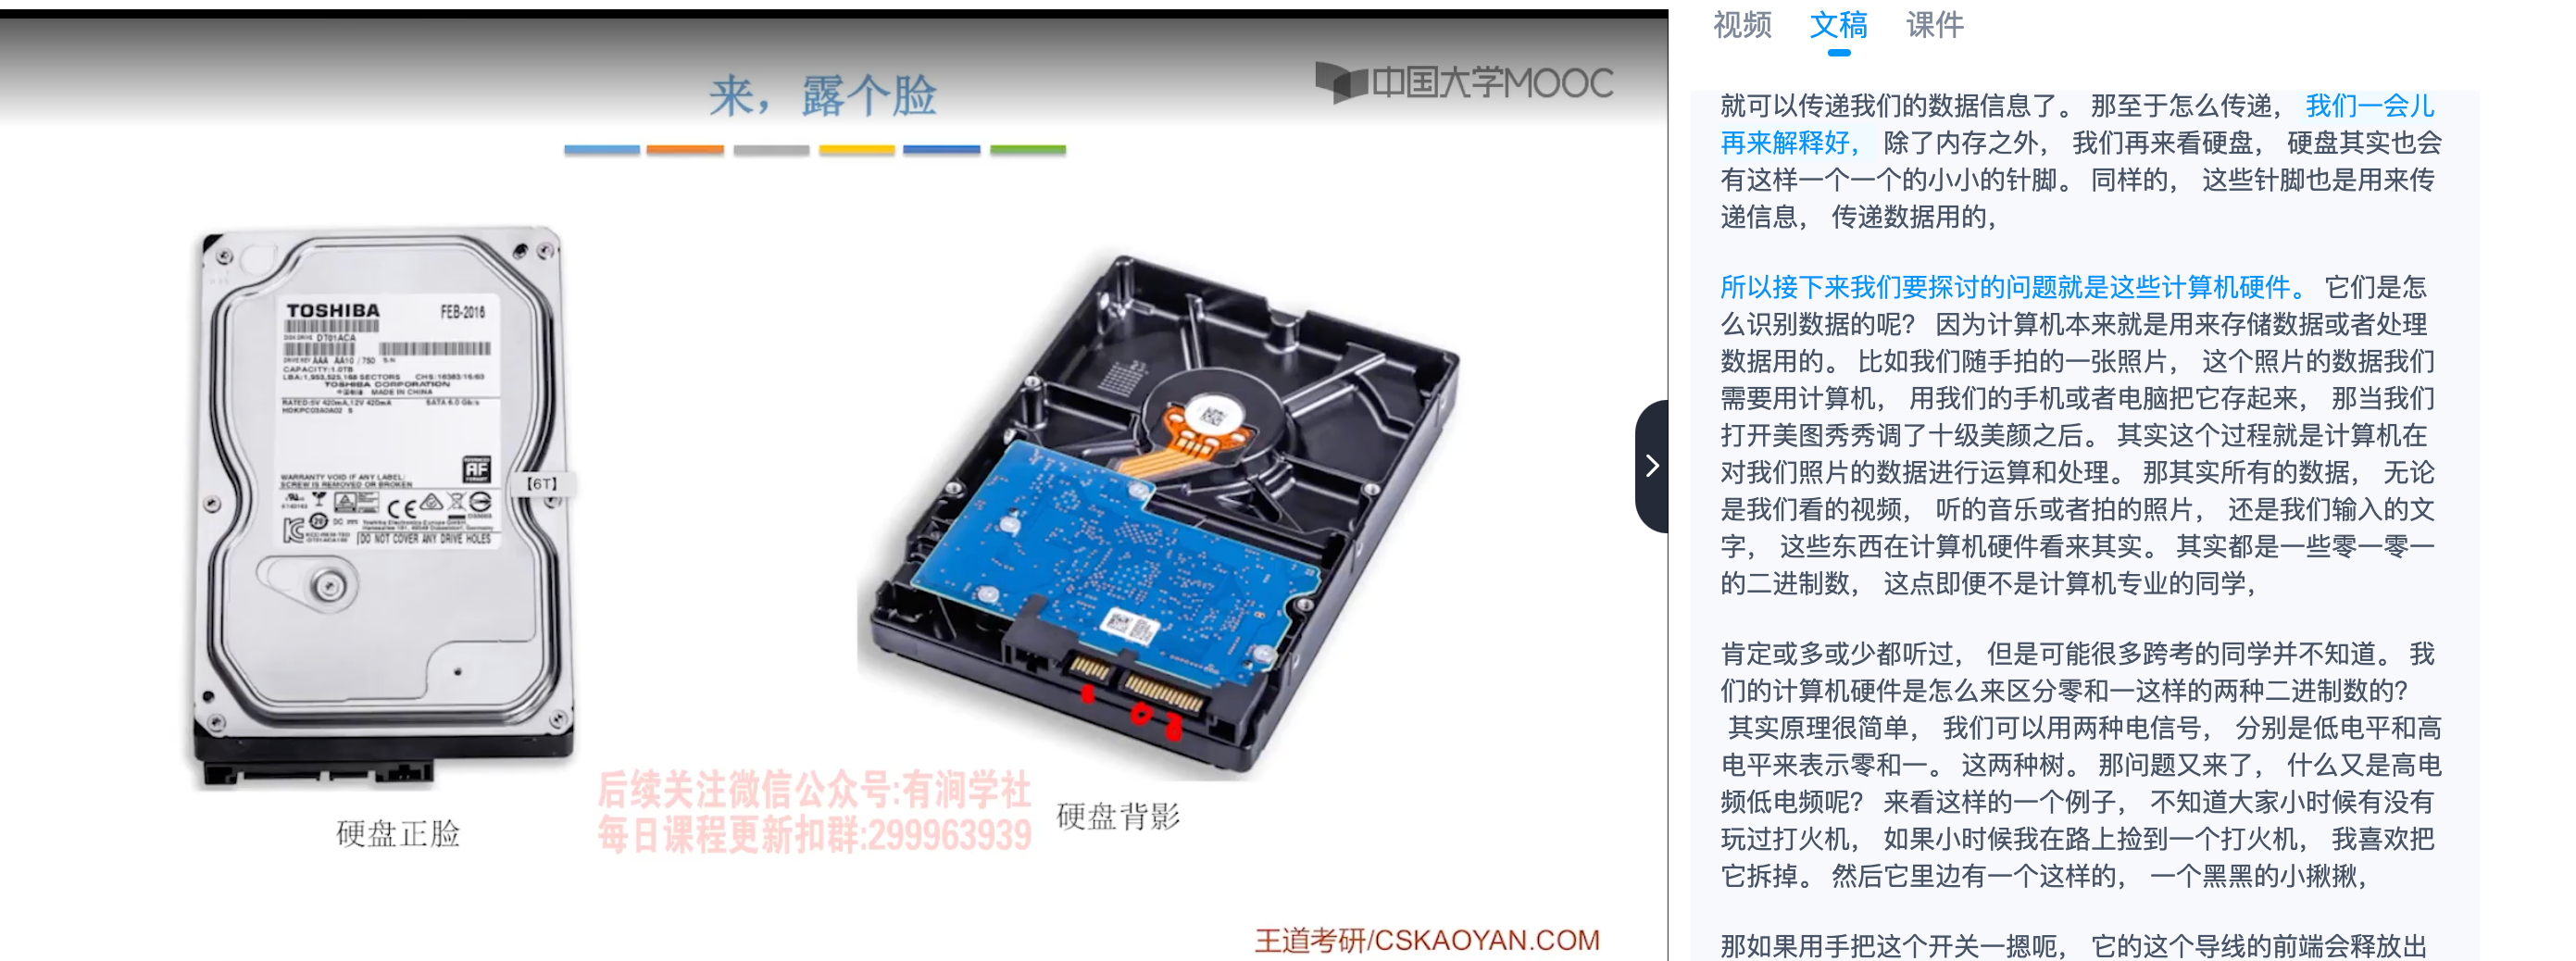 来，露个脸
中国大学MOOC
TOSHIBA
FEB-2016
DISK DRIVE DT01ACA
DRIVE REV AAA AA10 / 750 S-N
CAPACITY:1.0TB
LBA:1,953,525,168 SECTORS CHS:16383/16/63
TOSHIBA CORPORATION
MADE IN CHINA
RATED:5V 420mA,12V 420mA SATA 6.0 Gb/s
WARRANTY VOID IF ANY LABEL:
SCREW IS REMOVED OR BROKEN
AF
【6T】
DO NOT COVER ANY DRIVE HOLES
硬盘正脸
硬盘背影
后续关注微信公众号:有涧学社
每日课程更新扣群:299963939
王道考研/CSKAOYAN.COM
视频 文稿 课件
就可以传递我们的数据信息了。 那至于怎么传递， 我们一会儿
再来解释好， 除了内存之外， 我们再来看硬盘， 硬盘其实也会
有这样一个一个的小小的针脚。 同样的， 这些针脚也是用来传
递信息， 传递数据用的，
所以接下来我们要探讨的问题就是这些计算机硬件。 它们是怎
么识别数据的呢？ 因为计算机本来就是用来存储数据或者处理
数据用的。 比如我们随手拍的一张照片， 这个照片的数据我们
需要用计算机， 用我们的手机或者电脑把它存起来， 那当我们
打开美图秀秀调了十级美颜之后。 其实这个过程就是计算机在
对我们照片的数据进行运算和处理。 那其实所有的数据， 无论
是我们看的视频， 听的音乐或者拍的照片， 还是我们输入的文
字， 这些东西在计算机硬件看来其实。 其实都是一些零一零一
的二进制数， 这点即便不是计算机专业的同学，
肯定或多或少都听过， 但是可能很多跨考的同学并不知道。 我
们的计算机硬件是怎么来区分零和一这样的两种二进制数的？
其实原理很简单， 我们可以用两种电信号， 分别是低电平和高
电平来表示零和一。 这两种树。 那问题又来了， 什么又是高电
频低电频呢？ 来看这样的一个例子， 不知道大家小时候有没有
玩过打火机， 如果小时候我在路上捡到一个打火机， 我喜欢把
它拆掉。 然后它里边有一个这样的， 一个黑黑的小揪揪，
那如果用手把这个开关一摁呃， 它的这个导线的前端会释放出